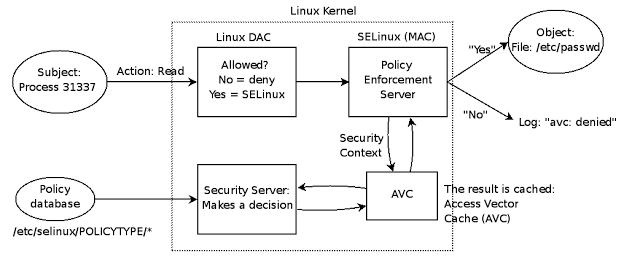 Linux Kernel
Linux DAC
SELinux (MAC)
Subject:
Process 31337
Action: Read
Allowed?
No = deny
Yes = SELinux
Policy
Enforcement
Server
"Yes"
Object:
File: /etc/passwd
"No"
Log: "avc: denied"
Security
Context
Policy
database
/etc/selinux/POLICYTYPE/*
Security Server:
Makes a decision
AVC
The result is cached:
Access Vector
Cache (AVC)